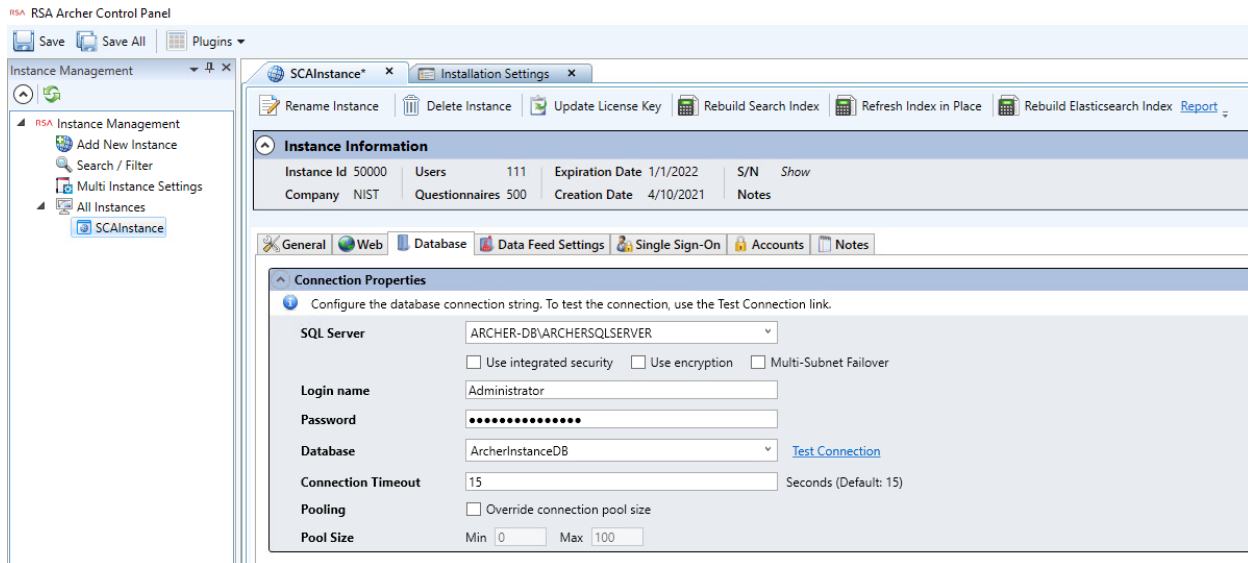 RSA RSA Archer Control Panel
Save Save All Plugins
Instance Management
SCAInstance* Installation Settings
Rename Instance Delete Instance Update License Key Rebuild Search Index Refresh Index in Place Rebuild Elasticsearch Index Report
RSA Instance Management
Add New Instance
Search / Filter
Multi Instance Settings
All Instances
SCAInstance
Instance Information
Instance Id 50000 Users 111 Expiration Date 1/1/2022 S/N Show
Company NIST Questionnaires 500 Creation Date 4/10/2021 Notes
General Web Database Data Feed Settings Single Sign-On Accounts Notes
Connection Properties
Configure the database connection string. To test the connection, use the Test Connection link.
SQL Server ARCHER-DB\ARCHERSQLSERVER
Use integrated security Use encryption Multi-Subnet Failover
Login name Administrator
Password ●●●●●●●●●●●●●●●
Database ArcherInstanceDB Test Connection
Connection Timeout 15 Seconds (Default: 15)
Pooling Override connection pool size
Pool Size Min 0 Max 100